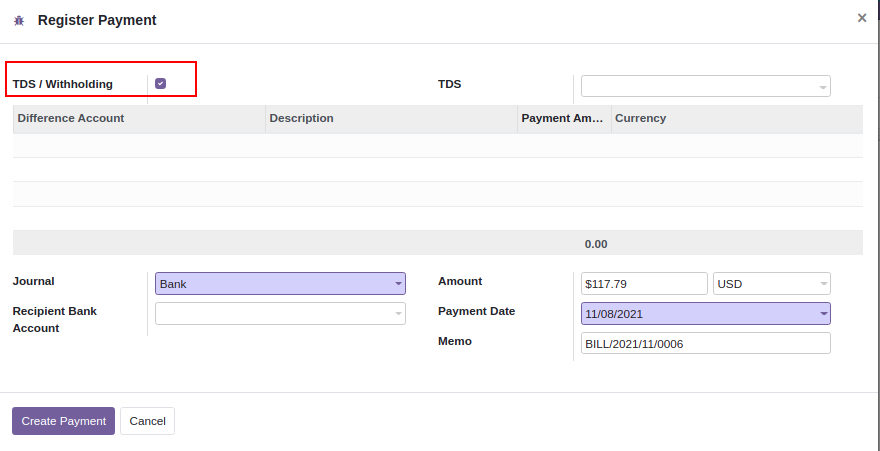 Register Payment
×
TDS / Withholding
TDS
Difference Account Description Payment Am... Currency
0.00
Journal
Bank
Amount
$117.79
USD
Recipient Bank
Account
Payment Date
11/08/2021
Memo
BILL/2021/11/0006
Create Payment
Cancel